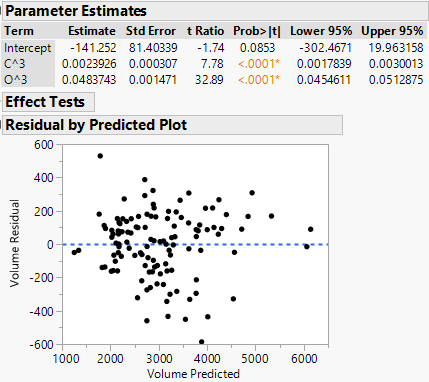 Parameter Estimates
Term Estimate Std Error t Ratio Prob>|t| Lower 95% Upper 95%
Intercept -141.252 81.40339 -1.74 0.0853 -302.4671 19.963158
C^3 0.0023926 0.000307 7.78 <.0001* 0.0017839 0.0030013
O^3 0.0483743 0.001471 32.89 <.0001* 0.0454611 0.0512875
Effect Tests
Residual by Predicted Plot
600
400
200
0
-200
-400
-600
Volume Residual
1000 2000 3000 4000 5000 6000
Volume Predicted